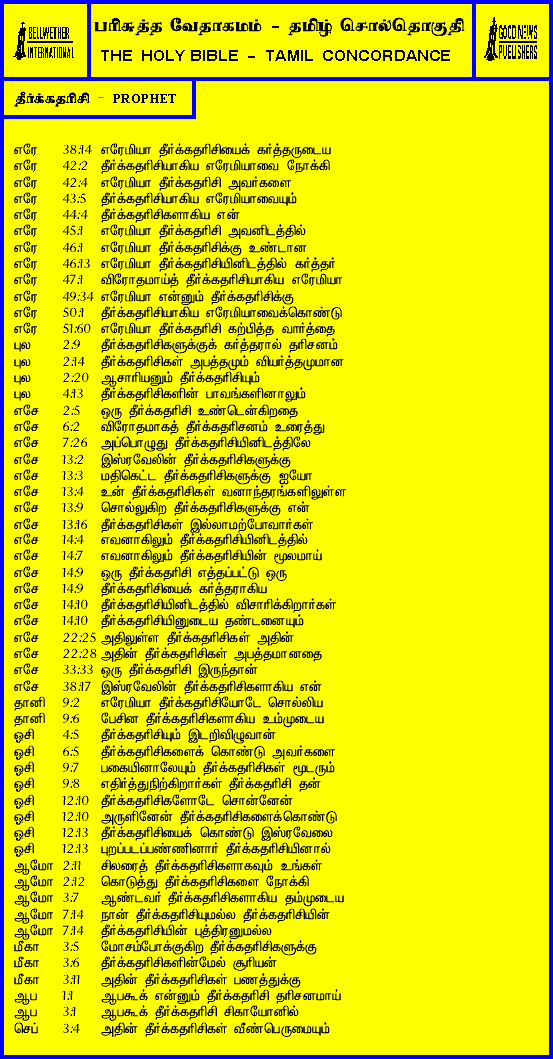 BELLWETHER
INTERNATIONAL
பரிசுத்த வேதாகமம் - தமிழ் சொல்தொகுதி
THE HOLY BIBLE - TAMIL CONCORDANCE
GOOD NEWS
PUBLISHERS
தீர்க்கதரிசி - PROPHET
எரே 38:14 எரேமியா தீர்க்கதரிசியைக் கர்த்தருடைய
எரே 42:2 தீர்க்கதரிசியாகிய எரேமியாவை நோக்கி
எரே 42:4 எரேமியா தீர்க்கதரிசி அவர்களை
எரே 43:5 தீர்க்கதரிசியாகிய எரேமியாவையும்
எரே 44:4 தீர்க்கதரிசிகளாகிய என்
எரே 45:1 எரேமியா தீர்க்கதரிசி அவனிடத்தில்
எரே 46:1 எரேமியா தீர்க்கதரிசிக்கு உண்டான
எரே 46:13 எரேமியா தீர்க்கதரிசியினிடத்தில் கர்த்தர்
எரே 47:1 விரோதமாய்த் தீர்க்கதரிசியாகிய எரேமியா
எரே 49:34 எரேமியா என்னும் தீர்க்கதரிசிக்கு
எரே 50:1 தீர்க்கதரிசியாகிய எரேமியாவைக்கொண்டு
எரே 51:60 எரேமியா தீர்க்கதரிசி கற்பித்த வார்த்தை
புல 2:9 தீர்க்கதரிசிகளுக்குக் கர்த்தரால் தரிசனம்
புல 2:14 தீர்க்கதரிசிகள் அபத்தமும் வியர்த்தமுமான
புல 2:20 ஆசாரியனும் தீர்க்கதரிசியும்
புல 4:13 தீர்க்கதரிசிகளின் பாவங்களினாலும்
எசே 2:5 ஒரு தீர்க்கதரிசி உண்டென்கிறதை
எசே 6:2 விரோதமாகத் தீர்க்கதரிசனம் உரைத்து
எசே 7:26 அப்பொழுது தீர்க்கதரிசியினிடத்திலே
எசே 13:2 இஸ்ரவேலின் தீர்க்கதரிசிகளுக்கு
எசே 13:3 மதிகெட்ட தீர்க்கதரிசிகளுக்கு ஐயோ
எசே 13:4 உன் தீர்க்கதரிசிகள் வனாந்தரங்களிலுள்ள
எசே 13:9 சொல்லுகிற தீர்க்கதரிசிகளுக்கு என்
எசே 13:16 தீர்க்கதரிசிகள் இல்லாமற்போவார்கள்
எசே 14:4 எவனாகிலும் தீர்க்கதரிசியினிடத்தில்
எசே 14:7 எவனாகிலும் தீர்க்கதரிசியின் மூலமாய்
எசே 14:9 ஒரு தீர்க்கதரிசி எத்தப்பட்டு ஒரு
எசே 14:9 தீர்க்கதரிசியைக் கர்த்தராகிய
எசே 14:10 தீர்க்கதரிசியினிடத்தில் விசாரிக்கிறார்கள்
எசே 14:10 தீர்க்கதரிசியினுடைய தண்டனையும்
எசே 22:25 அதிலுள்ள தீர்க்கதரிசிகள் அதின்
எசே 22:28 அதின் தீர்க்கதரிசிகள் அபத்தமானதை
எசே 33:33 ஒரு தீர்க்கதரிசி இருந்தான்
எசே 38:17 இஸ்ரவேலின் தீர்க்கதரிசிகளாகிய என்
தானி 9:2 எரேமியா தீர்க்கதரிசியோடே சொல்லிய
தானி 9:6 பேசின தீர்க்கதரிசிகளாகிய உம்முடைய
ஓசி 4:5 தீர்க்கதரிசியும் இடறிவிழுவான்
ஓசி 6:5 தீர்க்கதரிசிகளைக் கொண்டு அவர்களை
ஓசி 9:7 பகையினாலேயும் தீர்க்கதரிசிகள் மூடரும்
ஓசி 9:8 எதிர்த்துநிற்கிறார்கள் தீர்க்கதரிசி தன்
ஓசி 12:10 தீர்க்கதரிசிகளோடே சொன்னேன்
ஓசி 12:10 அருளினேன் தீர்க்கதரிசிகளைக்கொண்டு
ஓசி 12:13 தீர்க்கதரிசியைக் கொண்டு இஸ்ரவேலை
ஓசி 12:13 புறப்படப்பண்ணினார் தீர்க்கதரிசியினால்
ஆமோ 2:11 சிலரைத் தீர்க்கதரிசிகளாகவும் உங்கள்
ஆமோ 2:12 கொடுத்து தீர்க்கதரிசிகளை நோக்கி
ஆமோ 3:7 ஆண்டவர் தீர்க்கதரிசிகளாகிய தம்முடைய
ஆமோ 7:14 நான் தீர்க்கதரிசியுமல்ல தீர்க்கதரிசியின்
ஆமோ 7:14 தீர்க்கதரிசியின் புத்திரனுமல்ல
மீகா 3:5 மோசம்போக்குகிற தீர்க்கதரிசிகளுக்கு
மீகா 3:6 தீர்க்கதரிசிகளின்மேல் சூரியன்
மீகா 3:11 அதின் தீர்க்கதரிசிகள் பணத்துக்கு
ஆப 1:1 ஆபகூக் என்னும் தீர்க்கதரிசி தரிசனமாய்
ஆப 3:1 ஆபகூக் தீர்க்கதரிசி சிகாயோனில்
செப் 3:4 அதின் தீர்க்கதரிசிகள் வீண்பெருமையும்